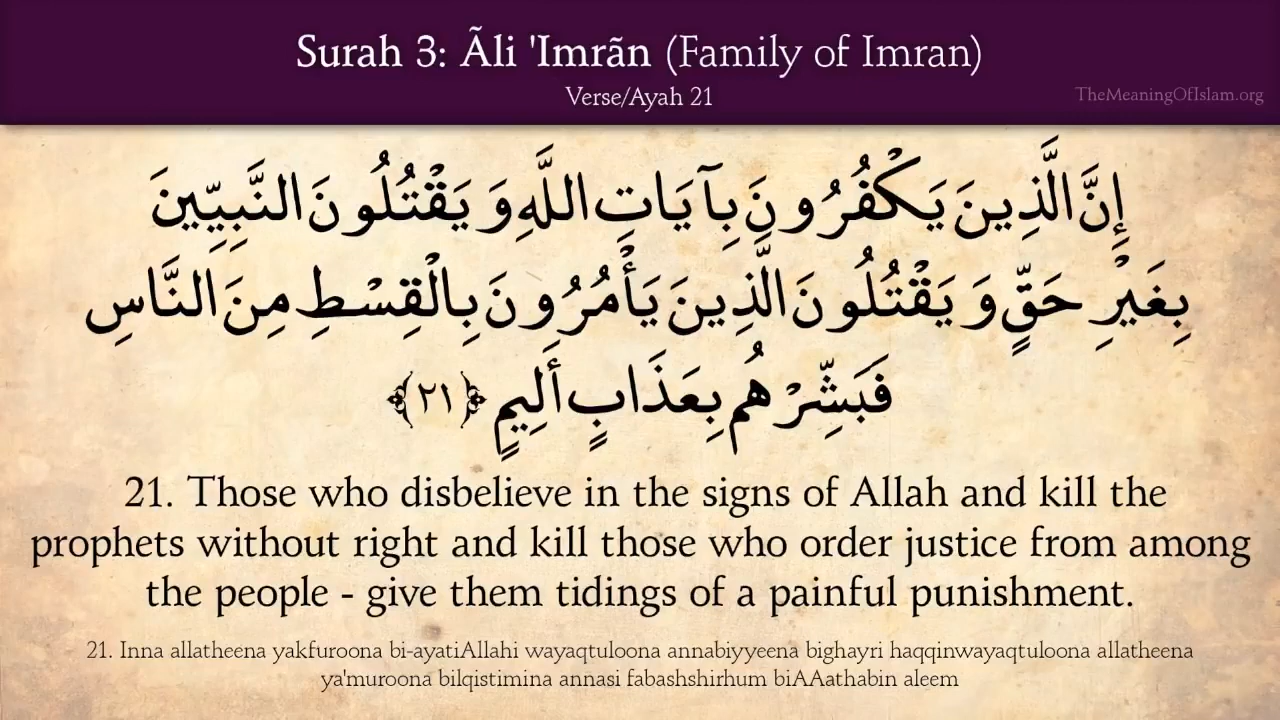 Surah 3: Ãli 'Imrãn (Family of Imran)
Verse/Ayah 21
TheMeaningOfIslam.org
إِنَّ الَّذِينَ يَكْفُرُونَ بِآيَاتِ اللَّهِ وَيَقْتُلُونَ النَّبِيِّينَ
بِغَيْرِ حَقٍّ وَيَقْتُلُونَ الَّذِينَ يَأْمُرُونَ بِالْقِسْطِ مِنَ النَّاسِ
فَبَشِّرْهُم بِعَذَابٍ أَلِيمٍ ﴿٢١﴾
21. Those who disbelieve in the signs of Allah and kill the
prophets without right and kill those who order justice from among
the people - give them tidings of a painful punishment.
21. Inna allatheena yakfuroona bi-ayatiAllahi wayaqtuloona annabiyyeena bighayri haqqinwayaqtuloona allatheena
ya'muroona bilqistimina annasi fabashshirhum biAAathabin aleem